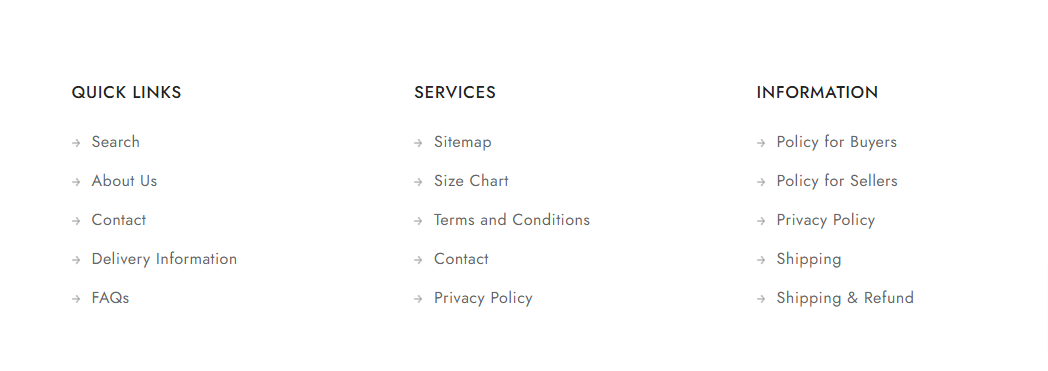 QUICK LINKS
→ Search
→ About Us
→ Contact
→ Delivery Information
→ FAQs
SERVICES
→ Sitemap
→ Size Chart
→ Terms and Conditions
→ Contact
→ Privacy Policy
INFORMATION
→ Policy for Buyers
→ Policy for Sellers
→ Privacy Policy
→ Shipping
→ Shipping & Refund